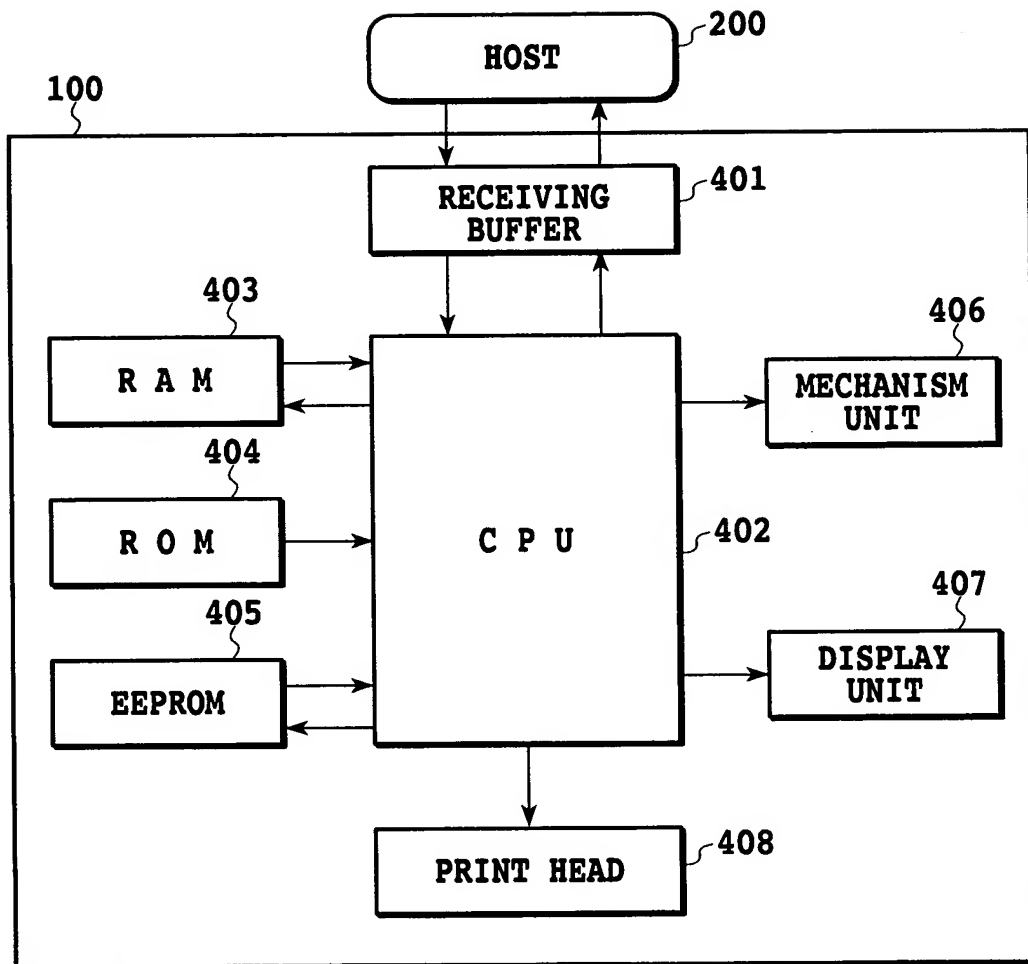 200
HOST
100
401
RECEIVING
BUFFER
403
R A M
406
MECHANISM
UNIT
404
R O M
C P U
402
405
EEPROM
407
DISPLAY
UNIT
408
PRINT HEAD